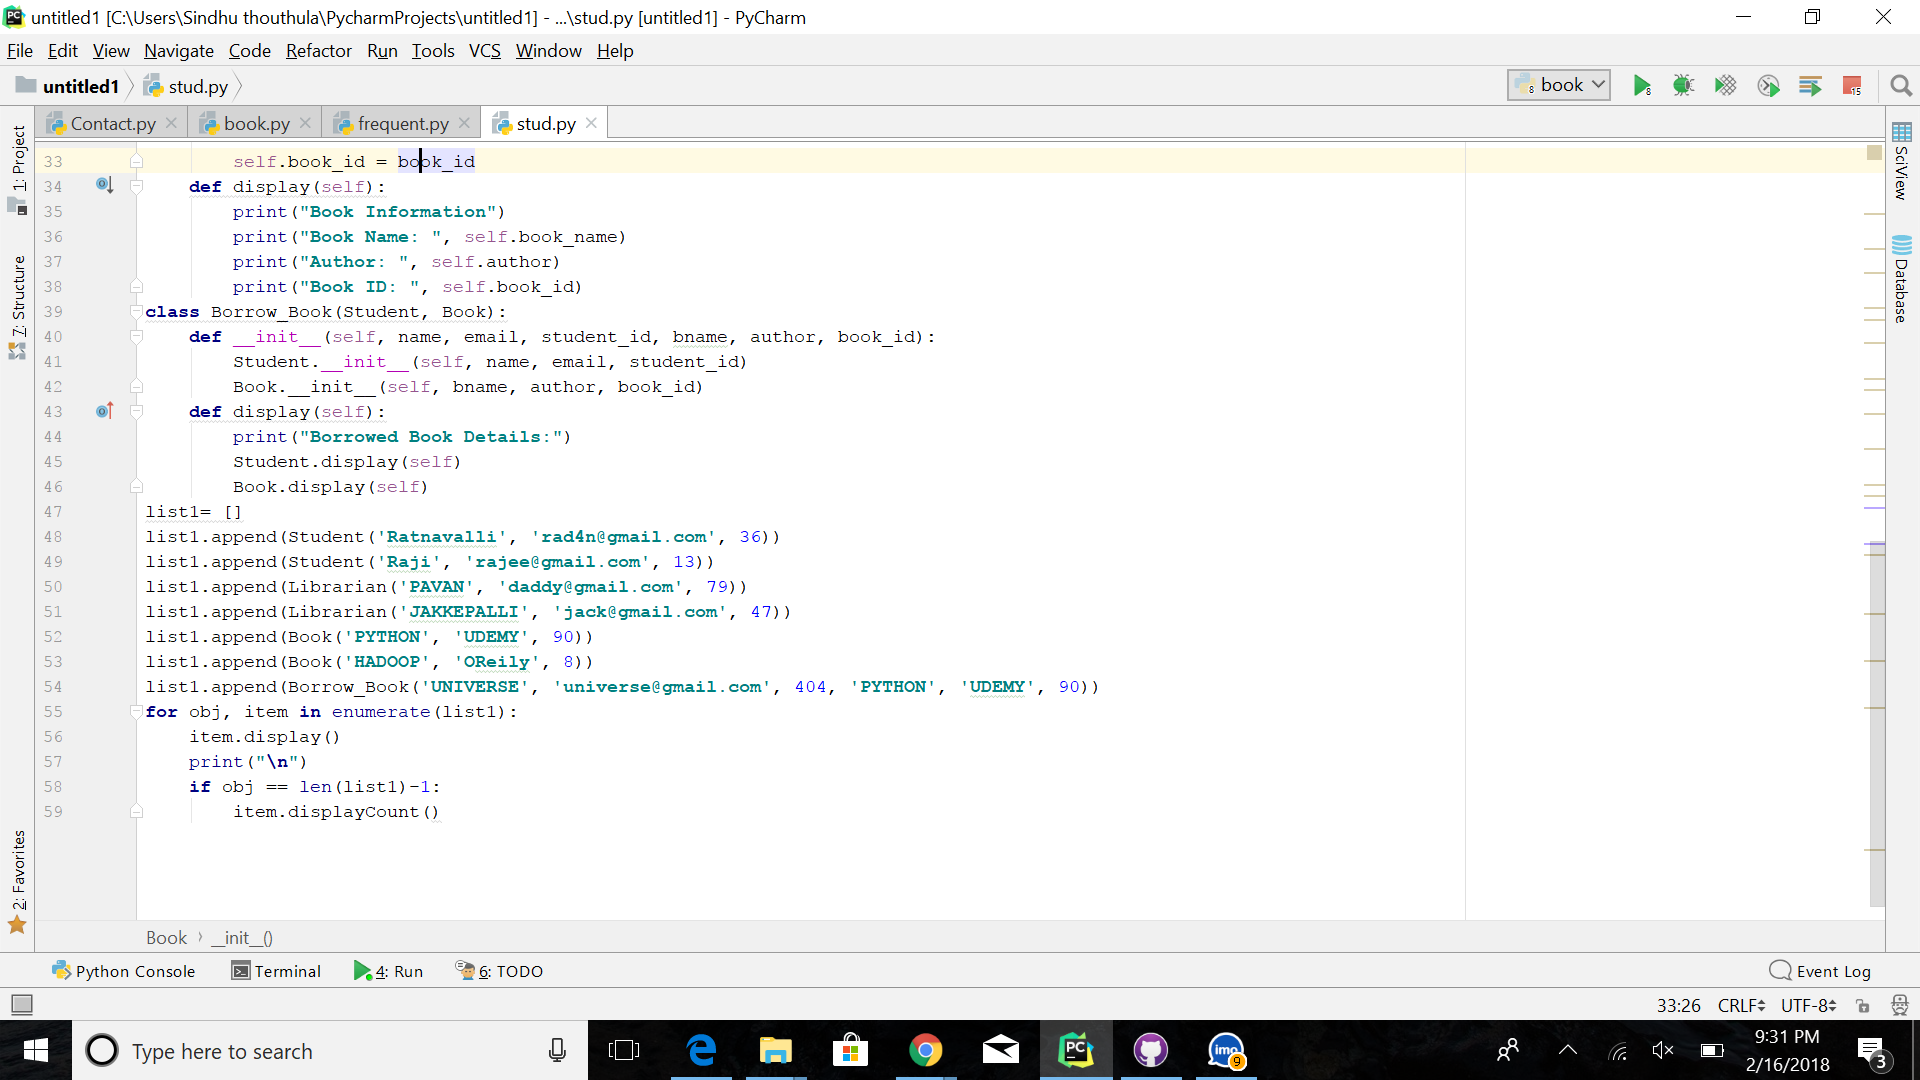 untitled1 [C:\Users\Sindhu thouthula\PycharmProjects\untitled1] - ...\stud.py [untitled1] - PyCharm
File Edit View Navigate Code Refactor Run Tools VCS Window Help
untitled1 stud.py book 15
Contact.py book.py frequent.py stud.py
1: Project
7: Structure
2: Favorites
SciView
Database
33 self.book_id = book_id
34 def display(self):
35 print("Book Information")
36 print("Book Name: ", self.book_name)
37 print("Author: ", self.author)
38 print("Book ID: ", self.book_id)
39 class Borrow_Book(Student, Book):
40 def __init__(self, name, email, student_id, bname, author, book_id):
41 Student.__init__(self, name, email, student_id)
42 Book.__init__(self, bname, author, book_id)
43 def display(self):
44 print("Borrowed Book Details:")
45 Student.display(self)
46 Book.display(self)
47 list1= []
48 list1.append(Student('Ratnavalli', 'rad4n@gmail.com', 36))
49 list1.append(Student('Raji', 'rajee@gmail.com', 13))
50 list1.append(Librarian('PAVAN', 'daddy@gmail.com', 79))
51 list1.append(Librarian('JAKKEPALLI', 'jack@gmail.com', 47))
52 list1.append(Book('PYTHON', 'UDEMY', 90))
53 list1.append(Book('HADOOP', 'OReily', 8))
54 list1.append(Borrow_Book('UNIVERSE', 'universe@gmail.com', 404, 'PYTHON', 'UDEMY', 90))
55 for obj, item in enumerate(list1):
56 item.display()
57 print("\n")
58 if obj == len(list1)-1:
59 item.displayCount()
Book › __init__()
Python Console Terminal 4: Run 6: TODO Event Log
33:26 CRLF UTF-8
Type here to search
PC
imo 9
9:31 PM
2/16/2018
3